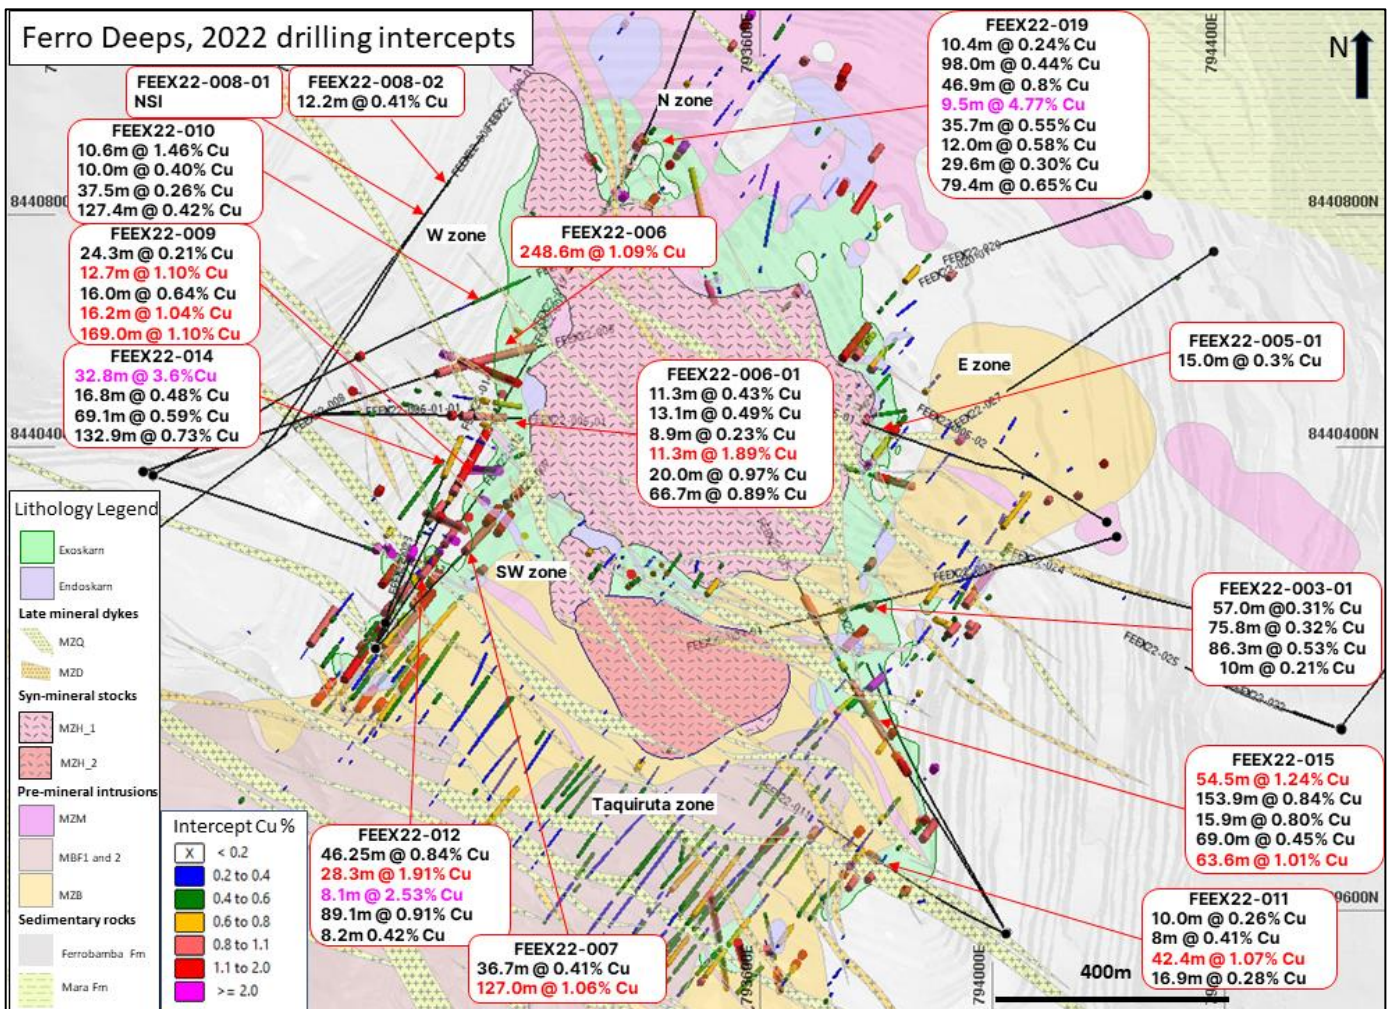 Ferro Deeps, 2022 drilling intercepts
793600E
794400E
N
FEEX22-008-01
NSI
FEEX22-008-02
12.2m @ 0.41% Cu
N zone
FEEX22-019
10.4m @ 0.24% Cu
98.0m @ 0.44% Cu
46.9m @ 0.8% Cu
9.5m @ 4.77% Cu
35.7m @ 0.55% Cu
12.0m @ 0.58% Cu
29.6m @ 0.30% Cu
79.4m @ 0.65% Cu
FEEX22-010
10.6m @ 1.46% Cu
10.0m @ 0.40% Cu
37.5m @ 0.26% Cu
127.4m @ 0.42% Cu
8440800
8440800N
W zone
FEEX22-006
248.6m @ 1.09% Cu
FEEX22-009
24.3m @ 0.21% Cu
12.7m @ 1.10% Cu
16.0m @ 0.64% Cu
16.2m @ 1.04% Cu
169.0m @ 1.10% Cu
FEEX22-005-01
15.0m @ 0.3% Cu
E zone
FEEX22-014
32.8m @ 3.6%Cu
16.8m @ 0.48% Cu
69.1m @ 0.59% Cu
132.9m @ 0.73% Cu
FEEX22-006-01
11.3m @ 0.43% Cu
13.1m @ 0.49% Cu
8.9m @ 0.23% Cu
11.3m @ 1.89% Cu
20.0m @ 0.97% Cu
66.7m @ 0.89% Cu
8440400
8440400N
SW zone
FEEX22-024
FEEX22-025
FEEX22-003-01
57.0m @0.31% Cu
75.8m @ 0.32% Cu
86.3m @ 0.53% Cu
10m @ 0.21% Cu
Lithology Legend
Exoskarn
Endoskarn
Late mineral dykes
MZQ
MZD
Syn-mineral stocks
MZH_1
MZH_2
Pre-mineral intrusions
MZM
MBF1 and 2
MZB
Sedimentary rocks
Ferrobamba Fm
Mara Fm
Intercept Cu %
X < 0.2
0.2 to 0.4
0.4 to 0.6
0.6 to 0.8
0.8 to 1.1
1.1 to 2.0
>= 2.0
Taquiruta zone
FEEX22-011
FEEX22-015
54.5m @ 1.24% Cu
153.9m @ 0.84% Cu
15.9m @ 0.80% Cu
69.0m @ 0.45% Cu
63.6m @ 1.01% Cu
FEEX22-012
46.25m @ 0.84% Cu
28.3m @ 1.91% Cu
8.1m @ 2.53% Cu
89.1m @ 0.91% Cu
8.2m 0.42% Cu
FEEX22-007
36.7m @ 0.41% Cu
127.0m @ 1.06% Cu
FEEX22-011
10.0m @ 0.26% Cu
8m @ 0.41% Cu
42.4m @ 1.07% Cu
16.9m @ 0.28% Cu
9600N
793600E
794000E
400m